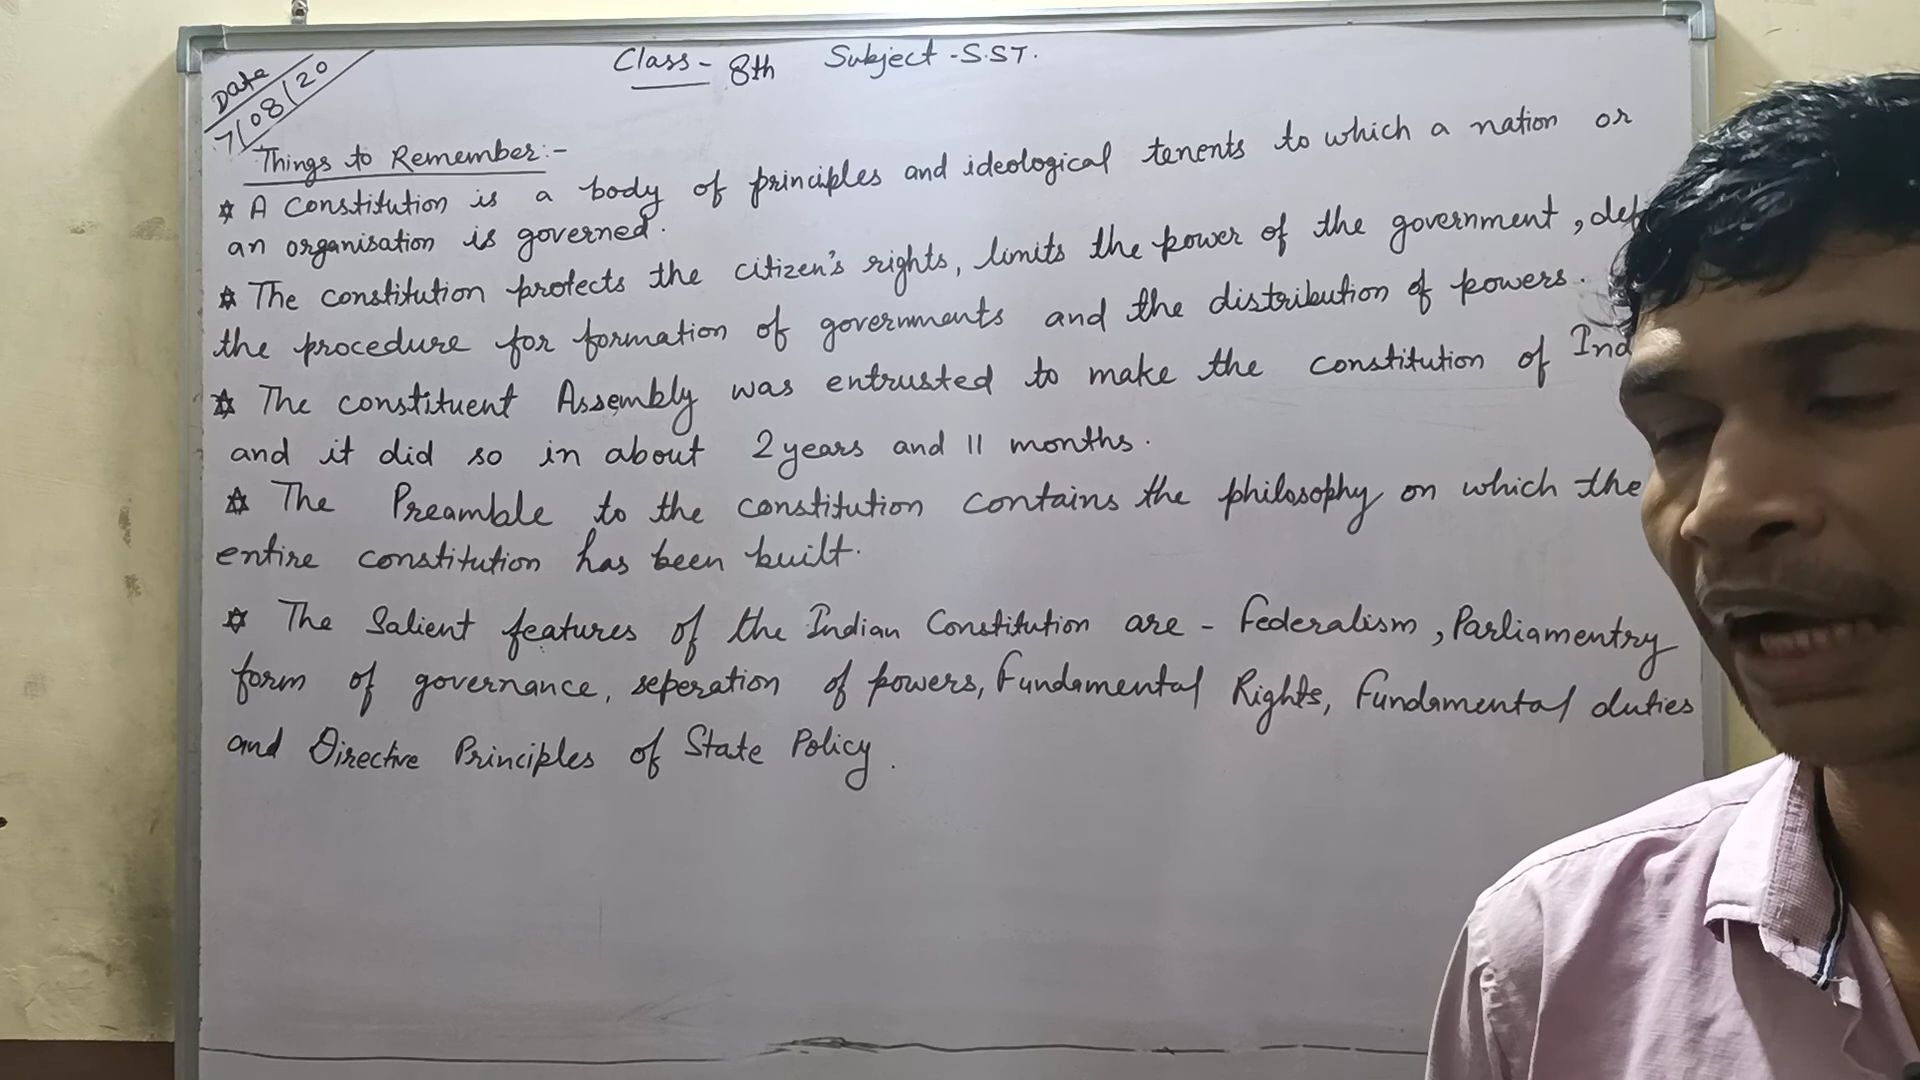 Date
7/08/20
Class - 8th Subject - S.ST.
Things to Remember:-
A constitution is a body of principles and ideological tenents to which a nation or
an organisation is governed.
The constitution protects the citizen's rights, limits the power of the government,
the procedure for formation of governments and the distribution of powers.
The constituent Assembly was entrusted to make the constitution of
and it did so in about 2 years and 11 months.
The Preamble to the constitution contains the philosophy on which the
entire constitution has been built.
The Salient features of the Indian Constitution are - Federalism, Parliamentry
form of governance, seperation of powers, Fundamental Rights, Fundamental duties
and Directive Principles of State Policy.